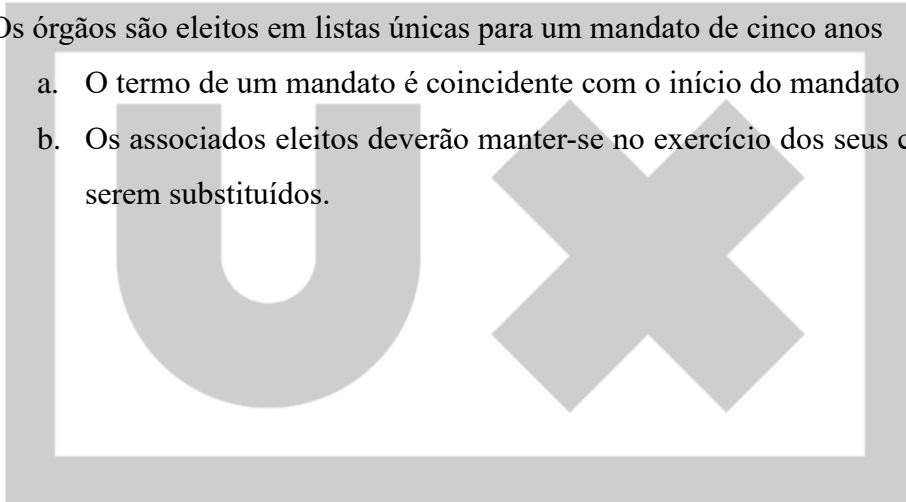 Os órgãos são eleitos em listas únicas para um mandato de cinco anos
a. O termo de um mandato é coincidente com o início do mandato
b. Os associados eleitos deverão manter-se no exercício dos seus
serem substituídos.
UX